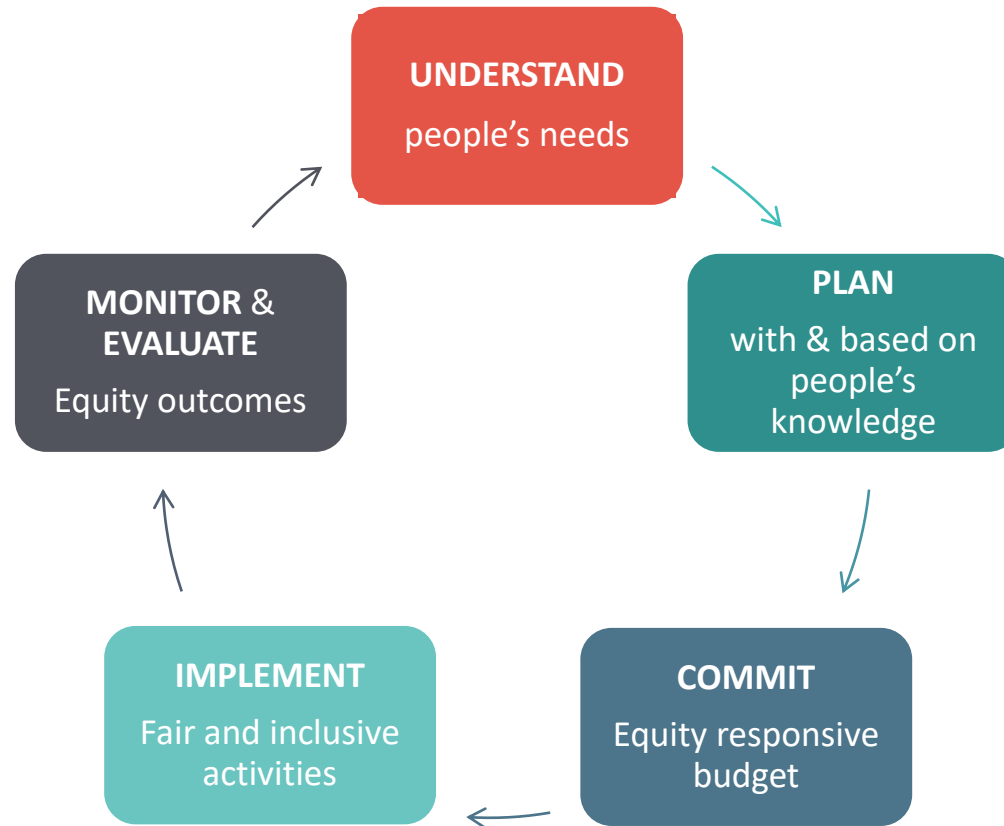 UNDERSTAND
people’s needs
PLAN
with & based on
people’s
knowledge
COMMIT
Equity responsive
budget
IMPLEMENT
Fair and inclusive
activities
MONITOR &
EVALUATE
Equity outcomes